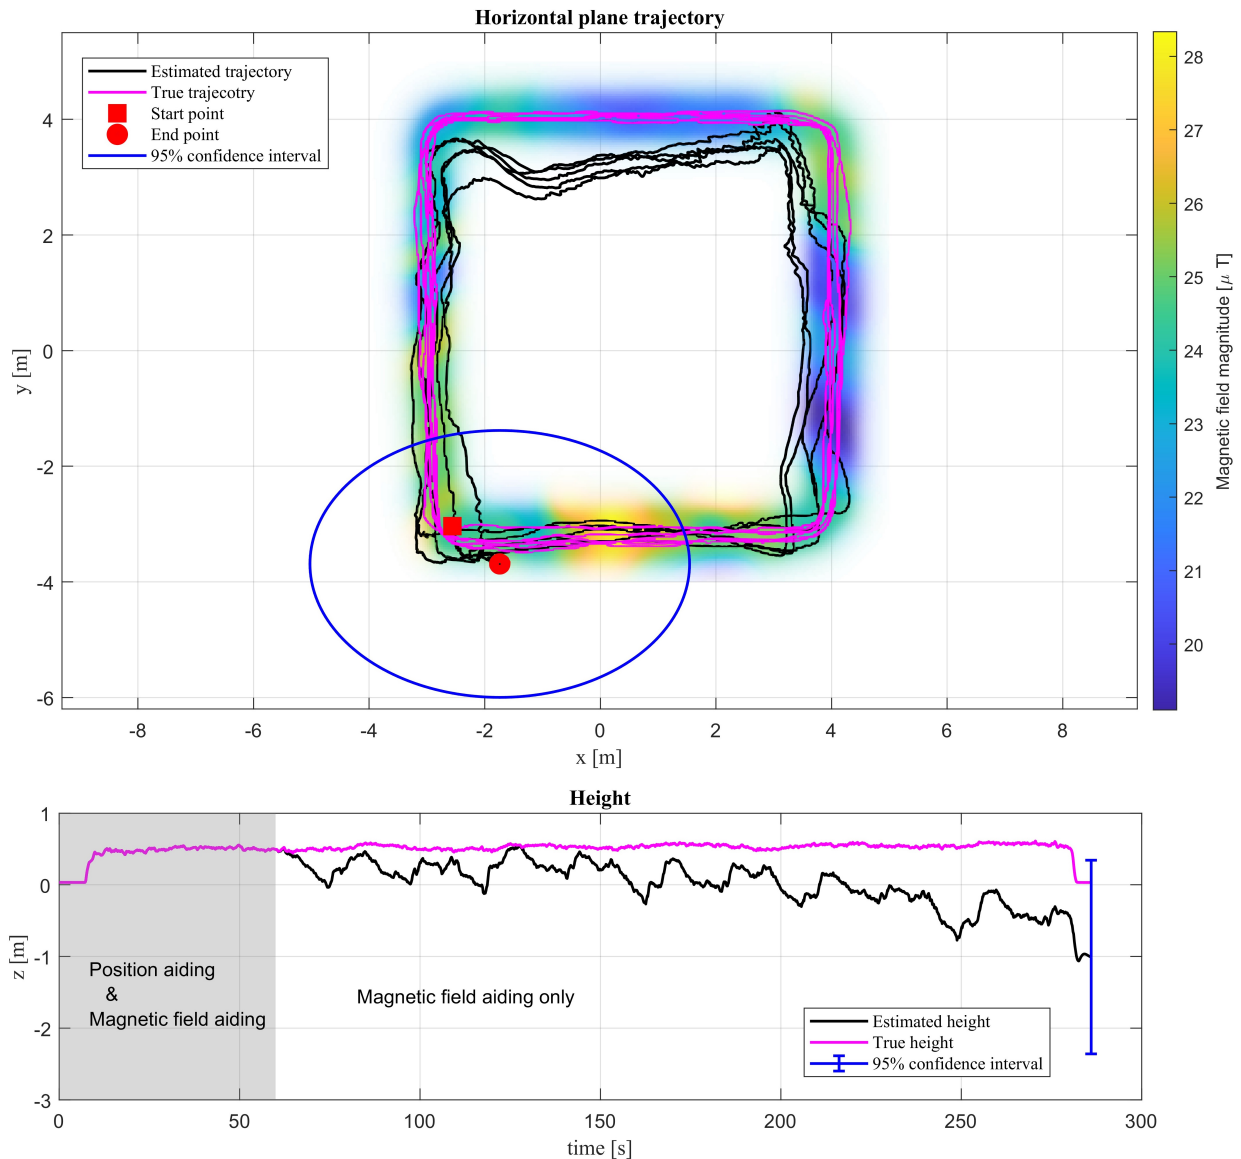 Horizontal plane trajectory
Estimated trajectory
True trajecotry
Start point
End point
95% confidence interval
4
2
0
-2
-4
-6
y [m]
-8
-6
-4
-2
0
2
4
6
8
x [m]
28
27
26
25
24
23
22
21
20
Magnetic field magnitude [μ T]
Height
1
0
-1
-2
-3
z [m]
Position aiding
&
Magnetic field aiding
Magnetic field aiding only
Estimated height
True height
95% confidence interval
0
50
100
150
200
250
300
time [s]